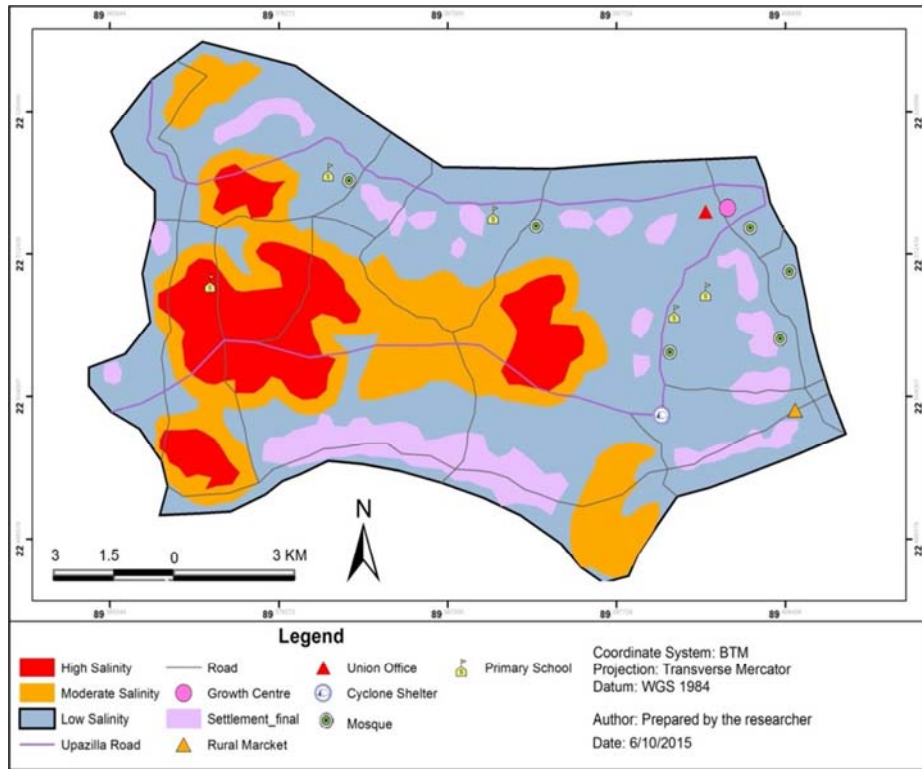 89 89 89 89 89
22 22
22 22
22 22
22 22
N
3 1.5 0 3 KM
89 89 89 89 89
Legend
High Salinity
Moderate Salinity
Low Salinity
Upazilla Road
Road
Growth Centre
Settlement_final
Rural Marcket
Union Office
Cyclone Shelter
Mosque
Primary School
Coordinate System: BTM
Projection: Transverse Mercator
Datum: WGS 1984
Author: Prepared by the researcher
Date: 6/10/2015